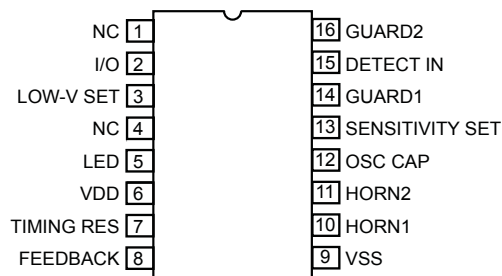 NC 1 16 GUARD2
I/O 2 15 DETECT IN
LOW-V SET 3 14 GUARD1
NC 4 13 SENSITIVITY SET
LED 5 12 OSC CAP
VDD 6 11 HORN2
TIMING RES 7 10 HORN1
FEEDBACK 8 9 VSS